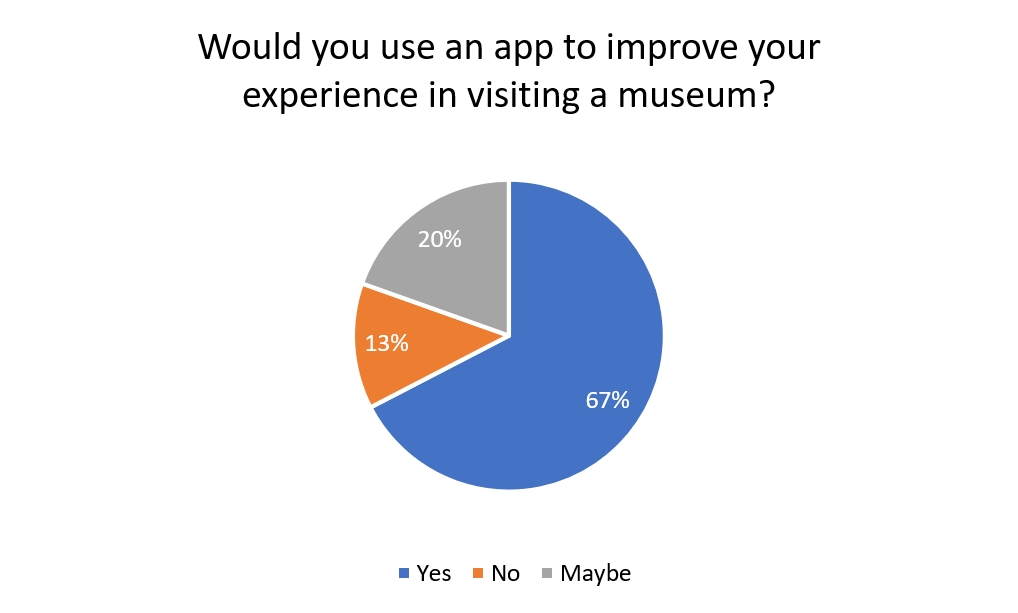 Would you use an app to improve your
experience in visiting a museum?
20%
13%
67%
Yes No Maybe